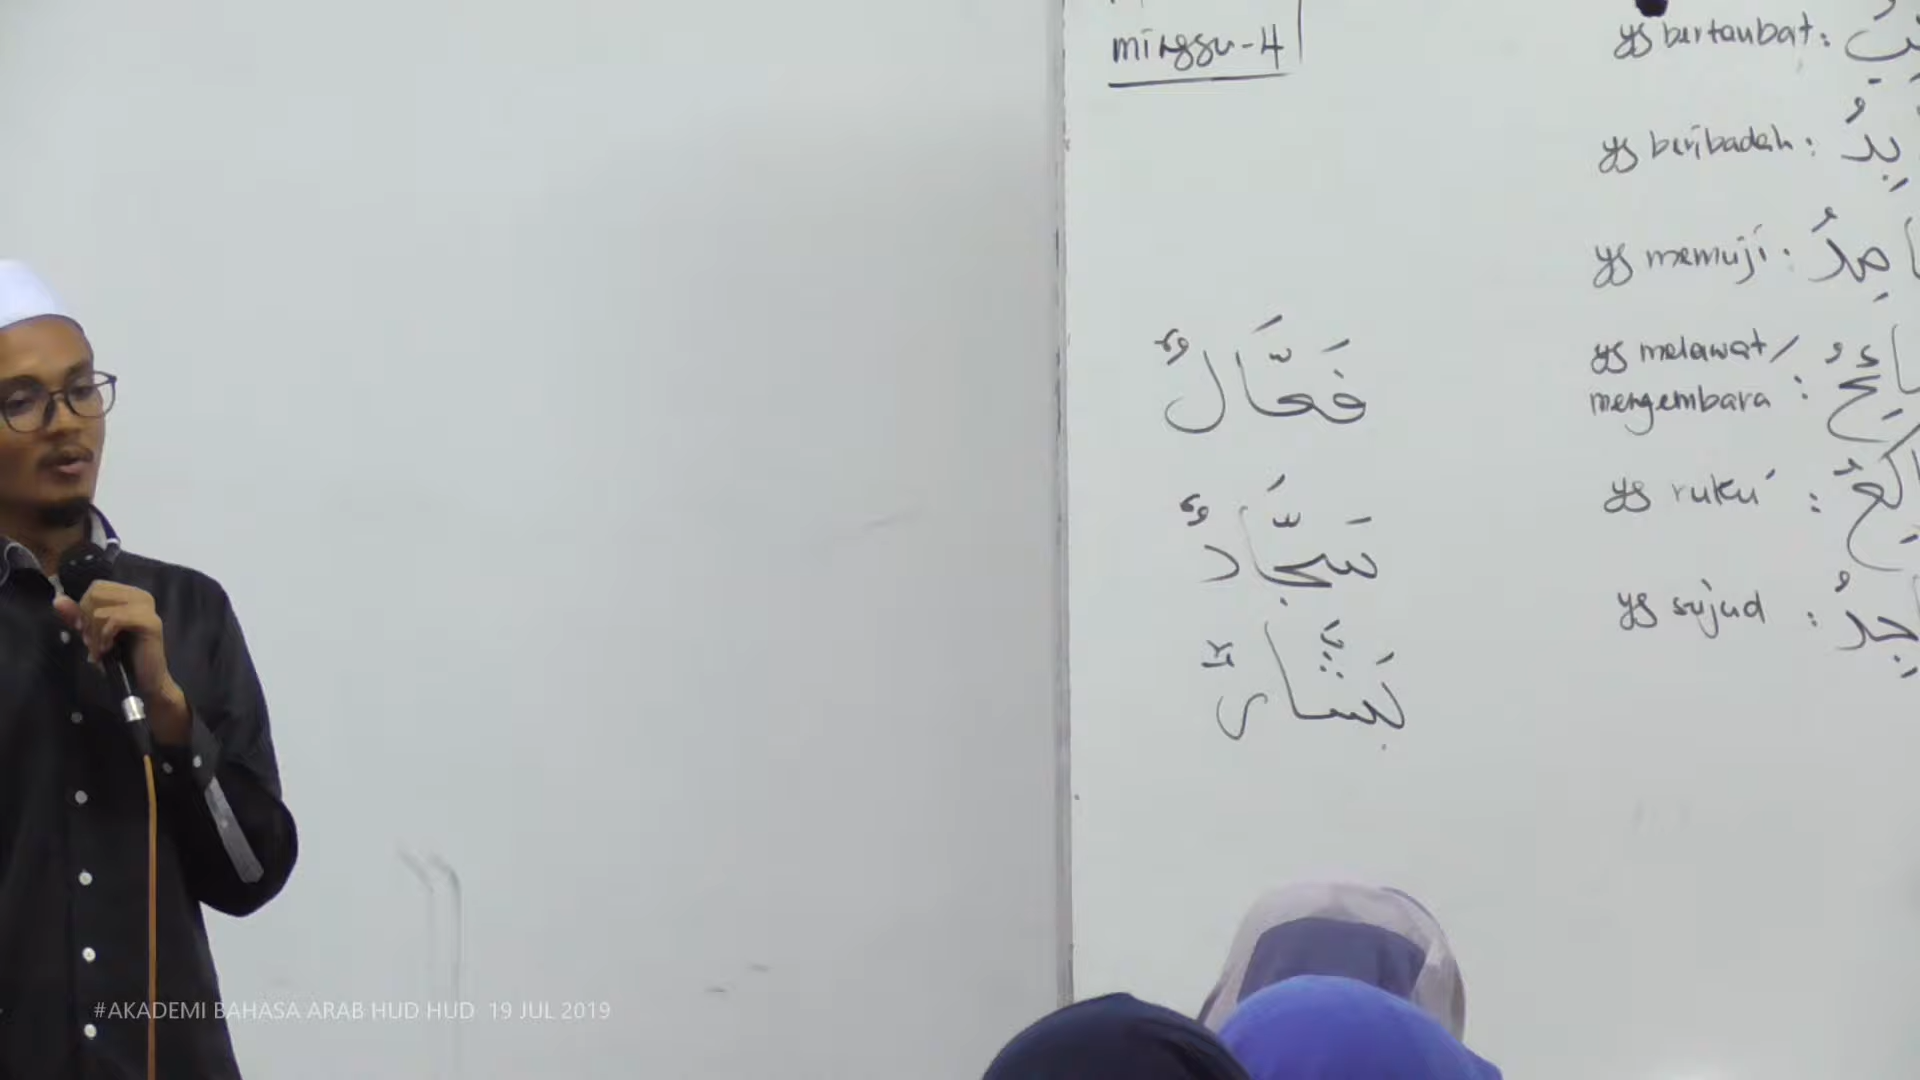 minggu-4
yg bertaubat :
yg beribadah :
yg memuji :
yg melawat /
mengembara :
yg ruku' :
yg sujud :
فَعَّالٌ
سَجَّادٌ
بَشَّارٌ
#AKADEMI BAHASA ARAB HUD HUD 19 JUL 2019